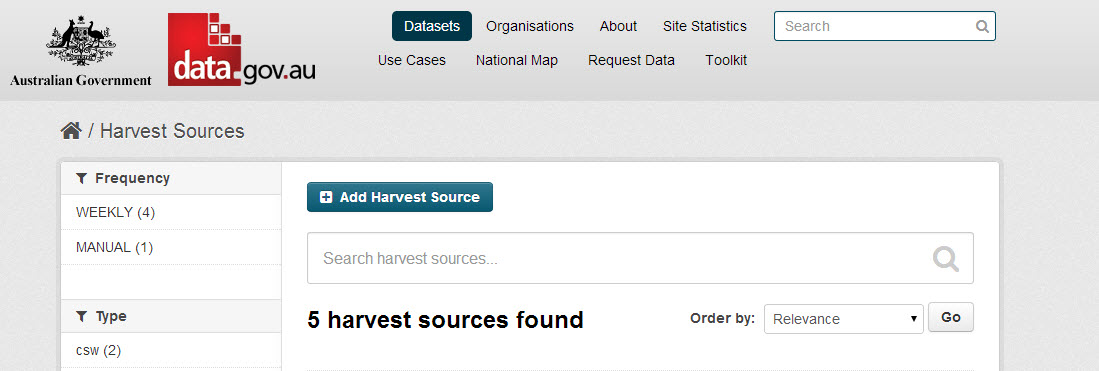 Australian Government
data.gov.au
Datasets Organisations About Site Statistics
Search
Use Cases National Map Request Data Toolkit
/ Harvest Sources
Frequency
WEEKLY (4)
MANUAL (1)
Type
csw (2)
Add Harvest Source
Search harvest sources...
5 harvest sources found
Order by: Relevance Go